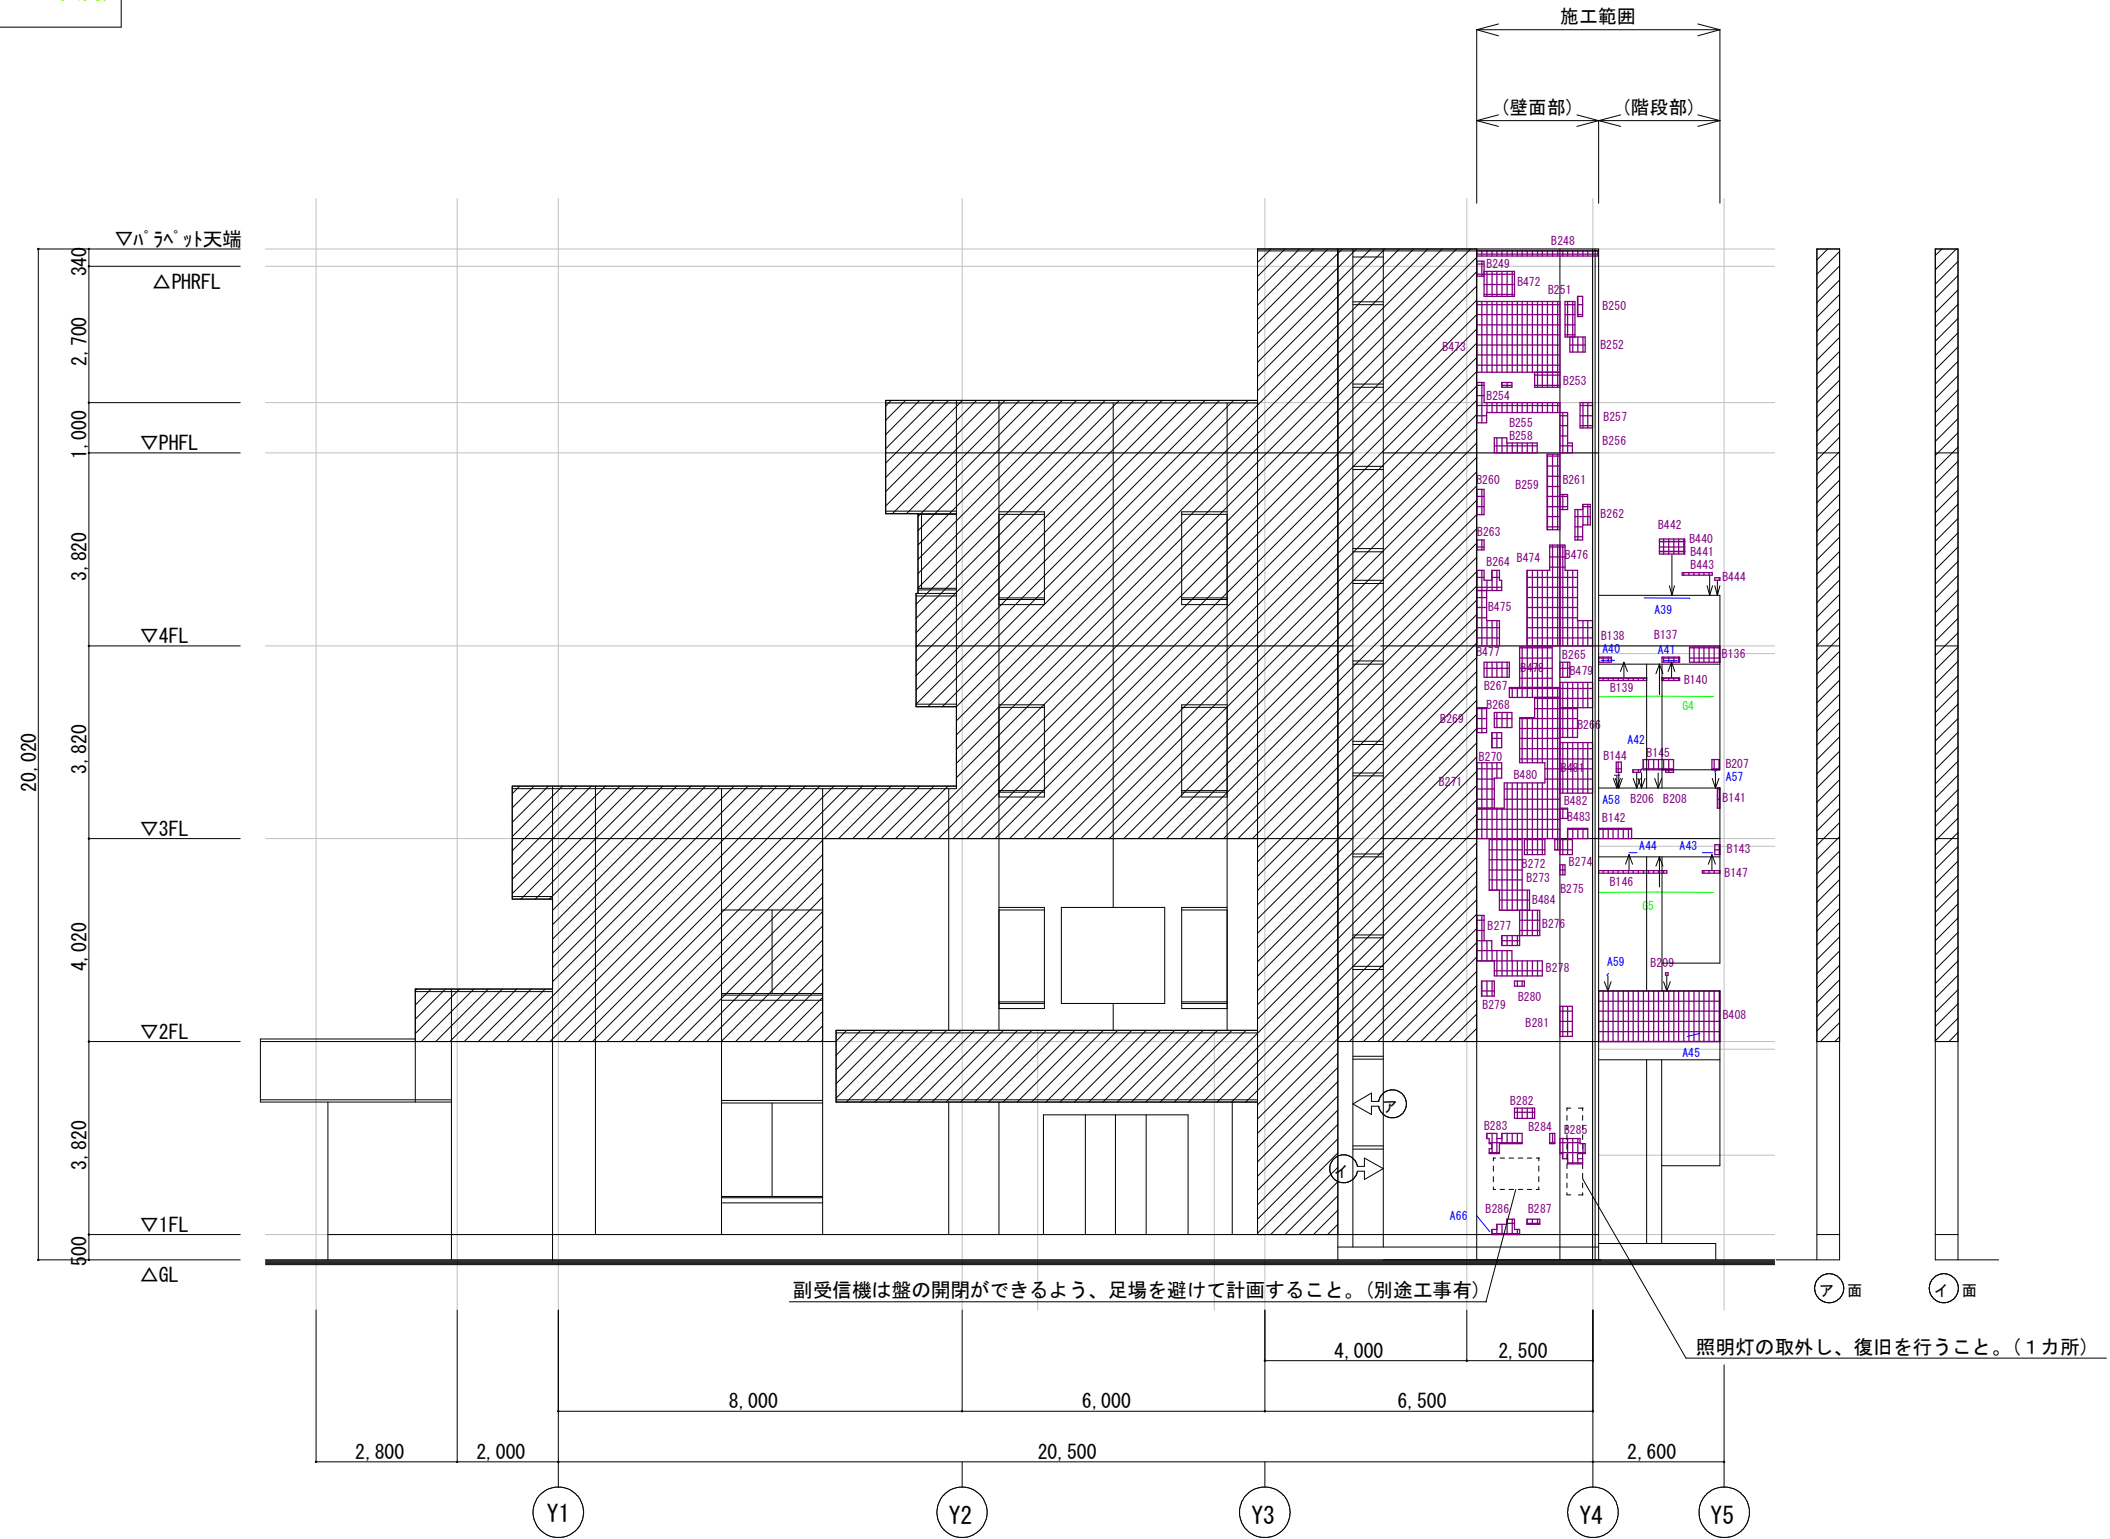 施工範囲
(壁面部)
(階段部)
▽パラペット天端
340
△PHRFL
2,700
1,000
▽PHFL
3,820
▽4FL
3,820
20,020
▽3FL
4,020
▽2FL
3,820
▽1FL
500
△GL
B248
B249
B472
B251
B250
B473
B252
B253
B254
B255
B257
B258
B256
B260
B259
B261
B262
B263
B442
B440
B441
B474
B476
B264
B443
B444
B475
A39
B138
B137
B477
B265
A40
A41
B136
B478
B479
B267
B139
B140
B268
G4
B269
B266
A42
B144
B145
B270
B207
B271
B480
B481
A57
B482
A58
B206
B208
B141
B483
B142
A44
A43
B143
B272
B274
B273
B275
B146
B147
B484
G5
B277
B276
A59
B209
B278
B279
B280
B281
B408
A45
ア
B282
B283
B284
B285
イ
A66
B286
B287
副受信機は盤の開閉ができるよう、足場を避けて計画すること。(別途工事有)
ア 面
イ 面
照明灯の取外し、復旧を行うこと。(1カ所)
4,000
2,500
8,000
6,000
6,500
2,800
2,000
20,500
2,600
Y1
Y2
Y3
Y4
Y5